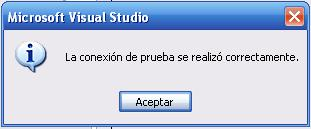 Microsoft Visual Studio
La conexión de prueba se realizó correctamente.
Aceptar